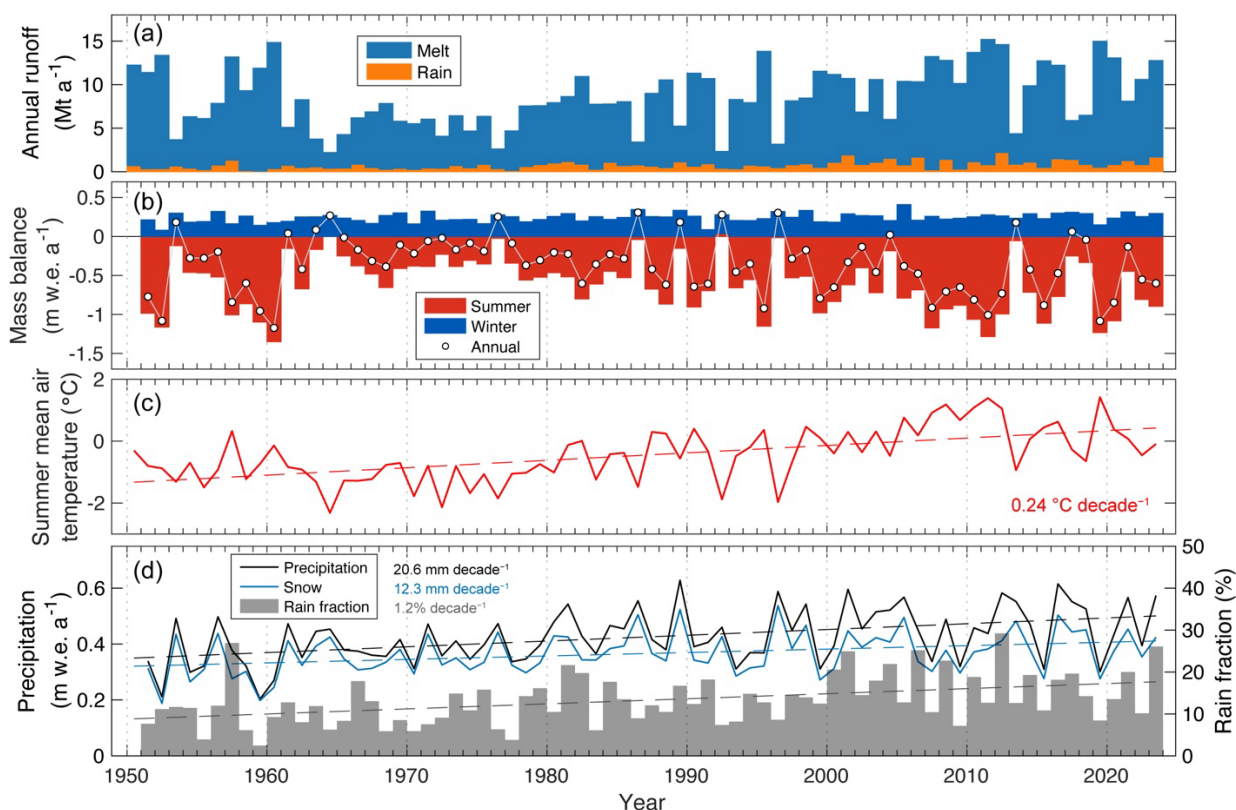 (a)
Melt
Rain
Annual runoff
(Mt a⁻¹)
15
10
5
0
(b)
Summer
Winter
Annual
Mass balance
(m w.e. a⁻¹)
0.5
0
-0.5
-1
-1.5
(c)
Summer mean air
temperature (°C)
2
0
-2
0.24 °C decade⁻¹
(d)
Precipitation 20.6 mm decade⁻¹
Snow 12.3 mm decade⁻¹
Rain fraction 1.2% decade⁻¹
Precipitation
(m w.e. a⁻¹)
0.6
0.4
0.2
0
50
40
30
20
10
0
Rain fraction (%)
1950 1960 1970 1980 1990 2000 2010 2020
Year